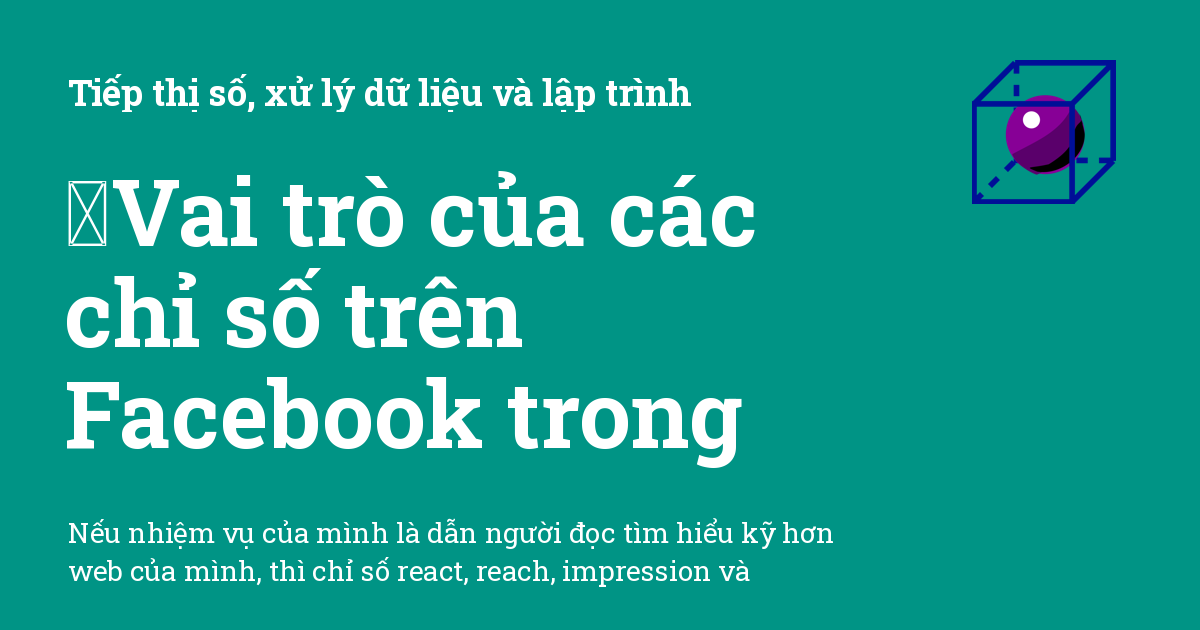 Tiếp thị số, xử lý dữ liệu và lập trình
Vai trò của các
chỉ số trên
Facebook trong
Nếu nhiệm vụ của mình là dẫn người đọc tìm hiểu kỹ hơn
web của mình, thì chỉ số react, reach, impression và